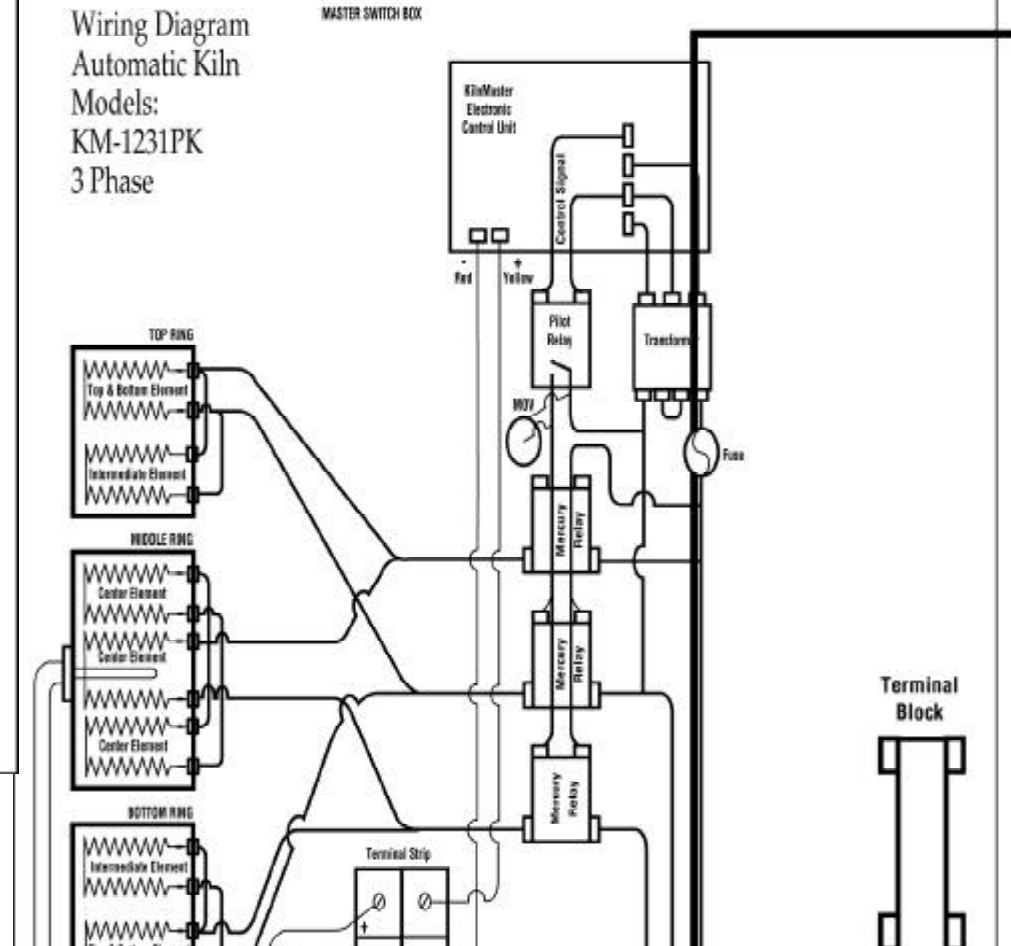 Wiring Diagram
Automatic Kiln
Models:
KM-1231PK
3 Phase
MASTER SWITCH BOX
KilnMaster
Electronic
Control Unit
Control Signal
-
Red
+
Yellow
Pilot
Relay
Transform
MOV
Fuse
TOP RING
Top & Bottom Element
Intermediate Element
Mercury
Relay
MIDDLE RING
Center Element
Center Element
Center Element
Mercury
Relay
Mercury
Relay
Terminal
Block
BOTTOM RING
Intermediate Element
Terminal Strip
+